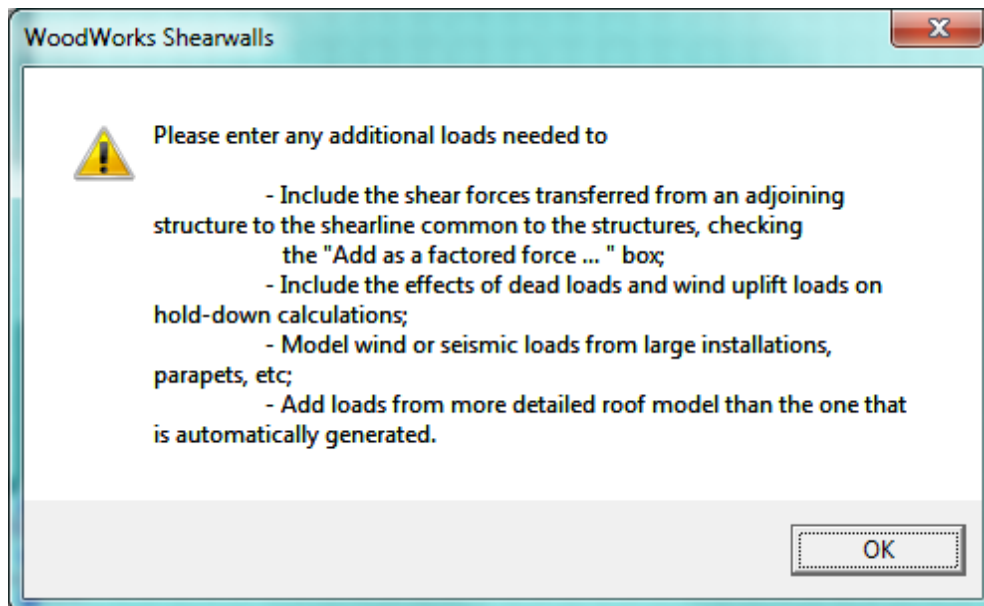 WoodWorks Shearwalls
Please enter any additional loads needed to
- Include the shear forces transferred from an adjoining
structure to the shearline common to the structures, checking
the "Add as a factored force ... " box;
- Include the effects of dead loads and wind uplift loads on
hold-down calculations;
- Model wind or seismic loads from large installations,
parapets, etc;
- Add loads from more detailed roof model than the one that
is automatically generated.
OK